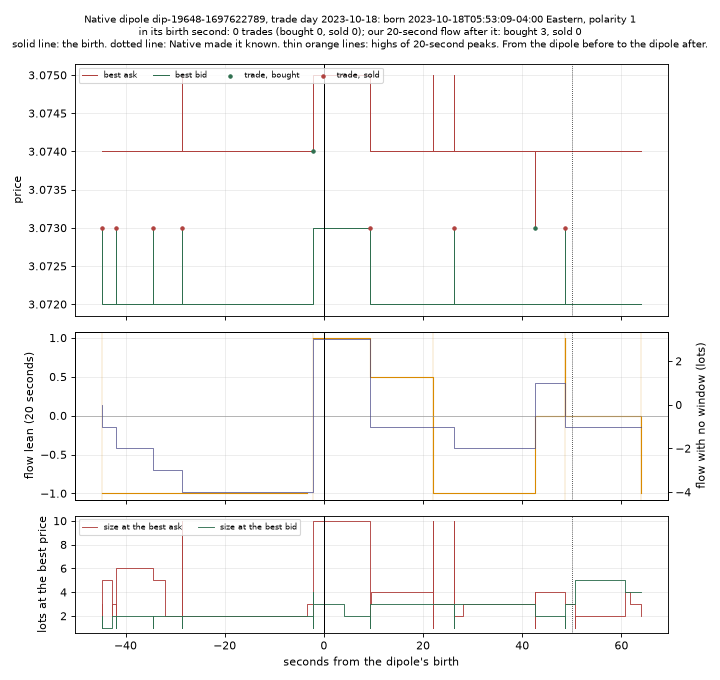 Native dipole dip-19648-1697622789, trade day 2023-10-18: born 2023-10-18T05:53:09-04:00 Eastern, polarity 1
in its birth second: 0 trades (bought 0, sold 0); our 20-second flow after it: bought 3, sold 0
solid line: the birth. dotted line: Native made it known. thin orange lines: highs of 20-second peaks. From the dipole before to the dipole after.
best ask best bid trade, bought trade, sold
3.0750
3.0745
3.0740
3.0735
3.0730
3.0725
3.0720
price
1.0
0.5
0.0
−0.5
−1.0
flow lean (20 seconds)
2
0
−2
−4
flow with no window (lots)
size at the best ask size at the best bid
10
8
6
4
2
lots at the best price
−40 −20 0 20 40 60
seconds from the dipole's birth